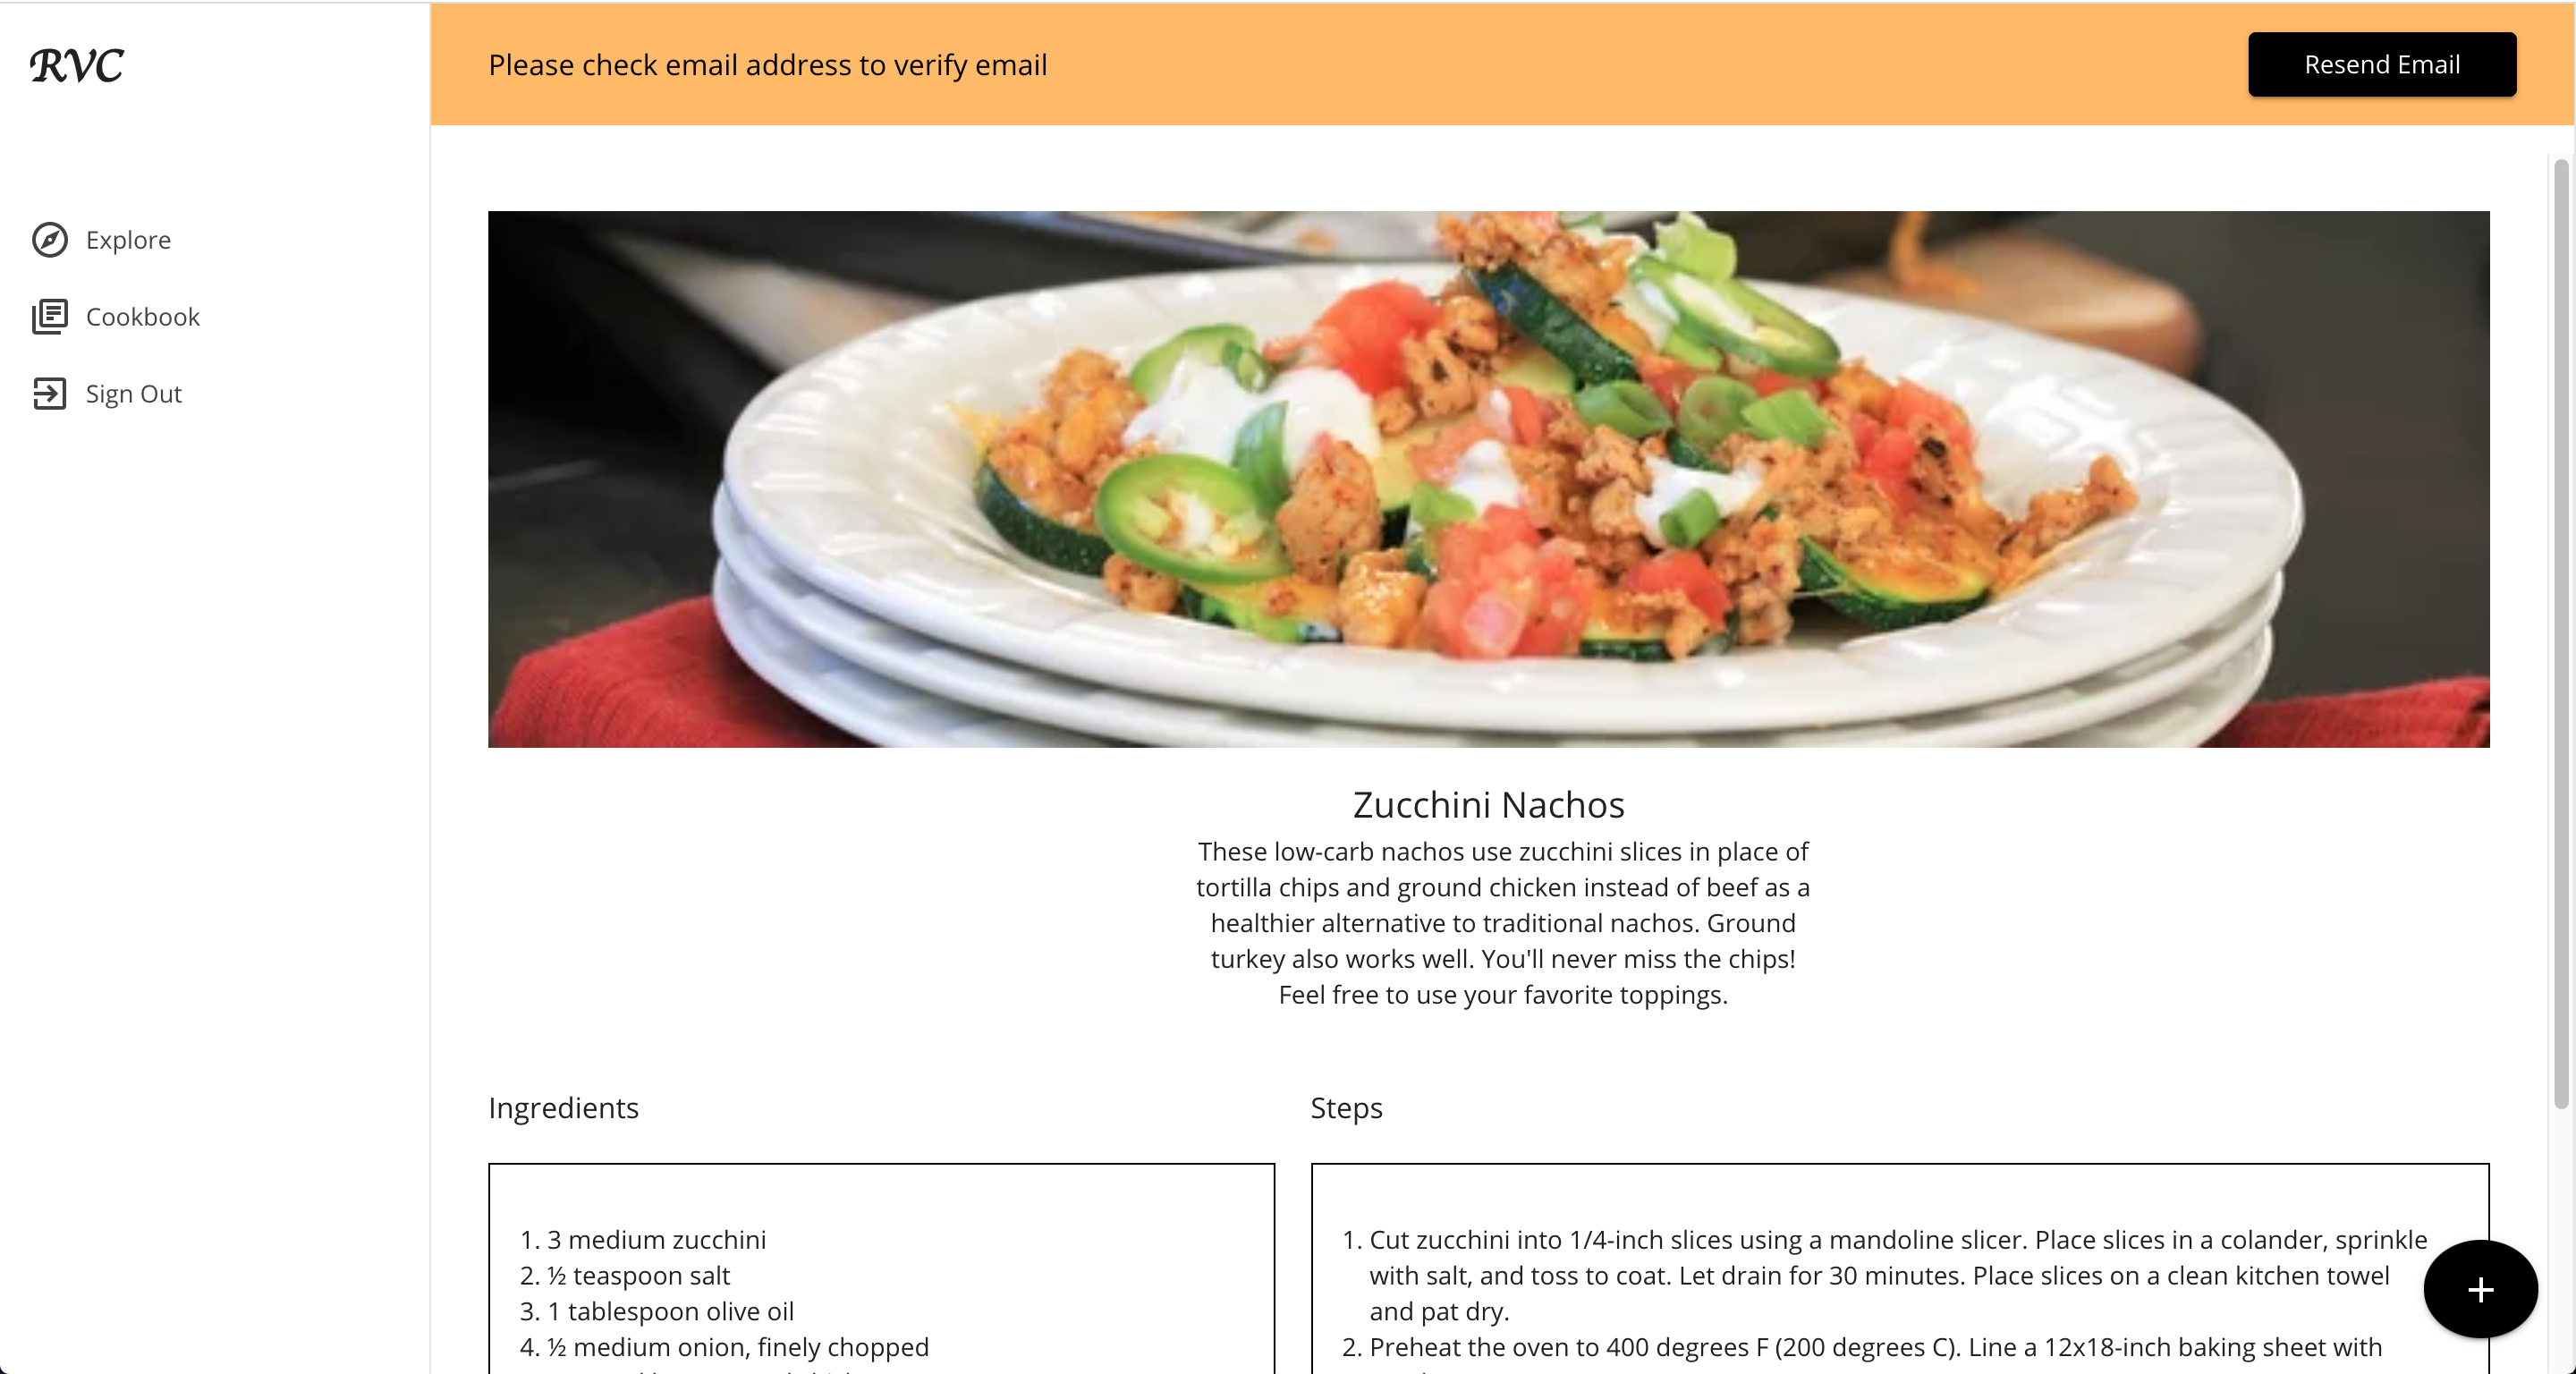 RVC
Explore
Cookbook
Sign Out
Please check email address to verify email
Resend Email
Zucchini Nachos
These low-carb nachos use zucchini slices in place of
tortilla chips and ground chicken instead of beef as a
healthier alternative to traditional nachos. Ground
turkey also works well. You'll never miss the chips!
Feel free to use your favorite toppings.
Ingredients
1. 3 medium zucchini
2. ½ teaspoon salt
3. 1 tablespoon olive oil
4. ½ medium onion, finely chopped
Steps
1. Cut zucchini into 1/4-inch slices using a mandoline slicer. Place slices in a colander, sprinkle
with salt, and toss to coat. Let drain for 30 minutes. Place slices on a clean kitchen towel
and pat dry.
2. Preheat the oven to 400 degrees F (200 degrees C). Line a 12x18-inch baking sheet with
+